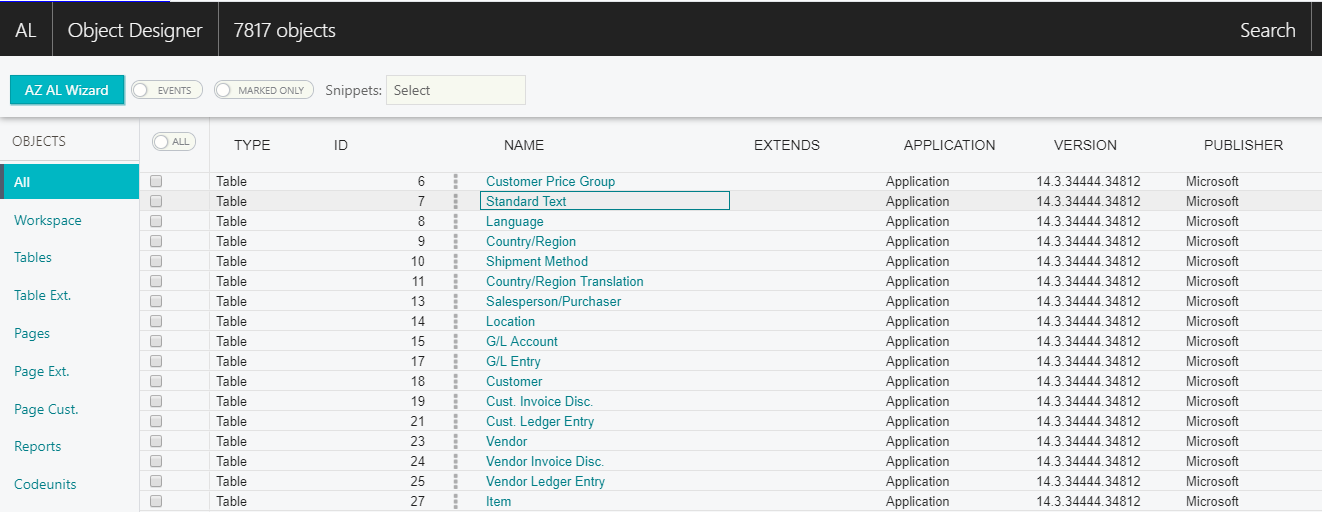 AL Object Designer 7817 objects Search
AZ AL Wizard EVENTS MARKED ONLY Snippets: Select
OBJECTS ALL TYPE ID NAME EXTENDS APPLICATION VERSION PUBLISHER
All
Workspace
Tables
Table Ext.
Pages
Page Ext.
Page Cust.
Reports
Codeunits
Table 6 Customer Price Group Application 14.3.34444.34812 Microsoft
Table 7 Standard Text Application 14.3.34444.34812 Microsoft
Table 8 Language Application 14.3.34444.34812 Microsoft
Table 9 Country/Region Application 14.3.34444.34812 Microsoft
Table 10 Shipment Method Application 14.3.34444.34812 Microsoft
Table 11 Country/Region Translation Application 14.3.34444.34812 Microsoft
Table 13 Salesperson/Purchaser Application 14.3.34444.34812 Microsoft
Table 14 Location Application 14.3.34444.34812 Microsoft
Table 15 G/L Account Application 14.3.34444.34812 Microsoft
Table 17 G/L Entry Application 14.3.34444.34812 Microsoft
Table 18 Customer Application 14.3.34444.34812 Microsoft
Table 19 Cust. Invoice Disc. Application 14.3.34444.34812 Microsoft
Table 21 Cust. Ledger Entry Application 14.3.34444.34812 Microsoft
Table 23 Vendor Application 14.3.34444.34812 Microsoft
Table 24 Vendor Invoice Disc. Application 14.3.34444.34812 Microsoft
Table 25 Vendor Ledger Entry Application 14.3.34444.34812 Microsoft
Table 27 Item Application 14.3.34444.34812 Microsoft